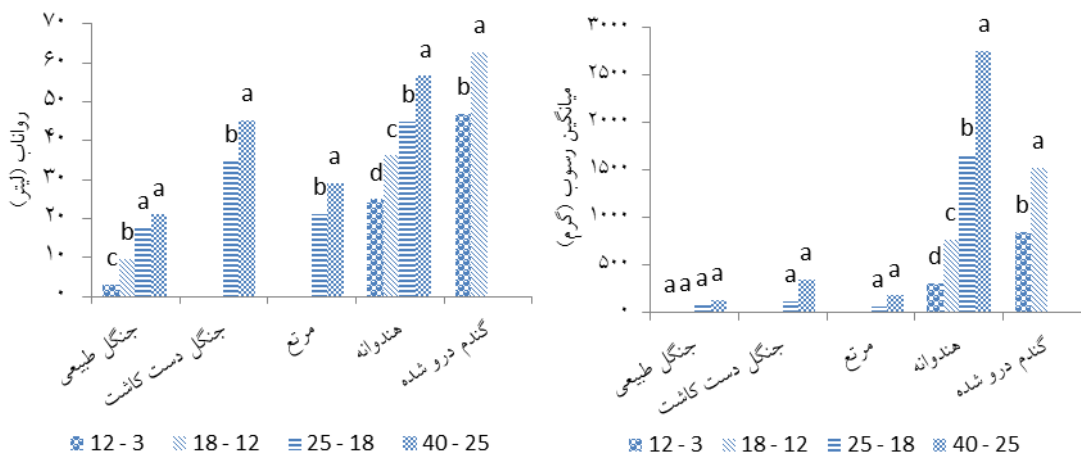 رواناب (لیتر)
۷۰
۶۰
۵۰
۴۰
۳۰
۲۰
۱۰
۰
c b a a
b a
b a
d c b a
b a
جنگل طبیعی
جنگل دست کاشت
مرتع
هندوانه
گندم درو شده
12 - 3
18 - 12
25 - 18
40 - 25
میانگین رسوب (گرم)
۳۰۰۰
۲۵۰۰
۲۰۰۰
۱۵۰۰
۱۰۰۰
۵۰۰
۰
a a a a
a a
a a
d c b a
b a
جنگل طبیعی
جنگل دست کاشت
مرتع
هندوانه
گندم درو شده
12 - 3
18 - 12
25 - 18
40 - 25